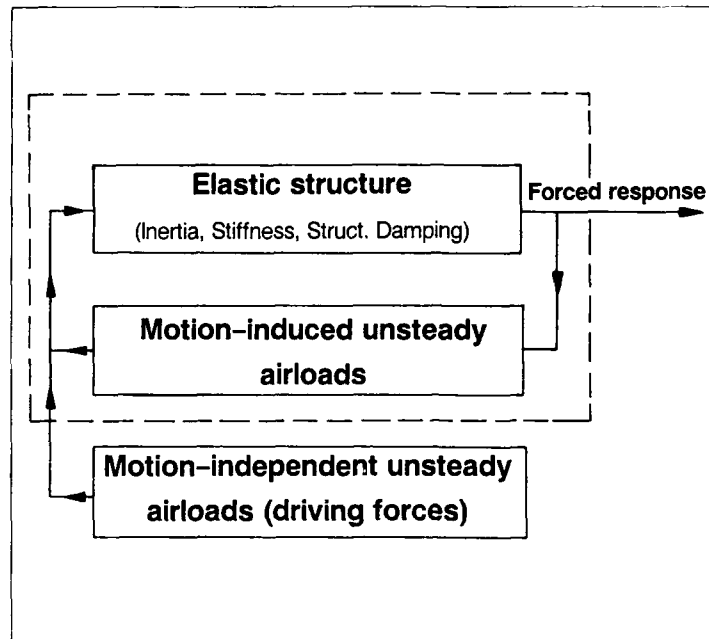 Elastic structure
(Inertia, Stiffness, Struct. Damping)
Forced response
Motion–induced unsteady
airloads
Motion–independent unsteady
airloads (driving forces)